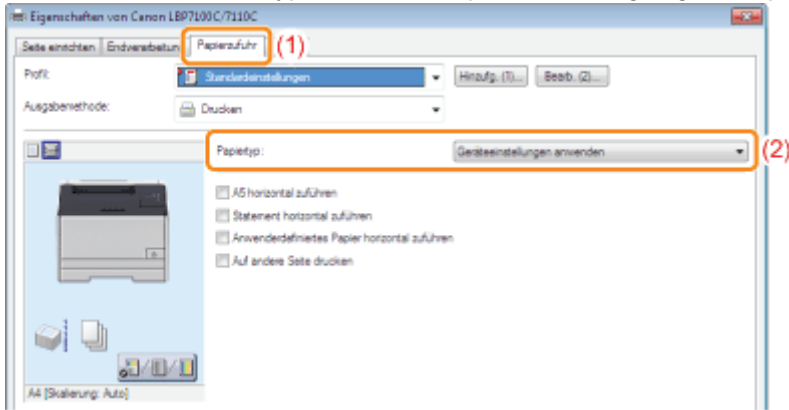 Eigenschaften von Canon LBP7100C/7110C
Seite einrichten Endverarbeitun Papierzufuhr (1)
Profil: Standardeinstellungen Hinzufg. (1)... Bearb. (2)...
Ausgabemethode: Drucken
Papiertyp: Geräteeinstellungen anwenden (2)
A5 horizontal zuführen
Statement horizontal zuführen
Anwenderdefiniertes Papier horizontal zuführen
Auf andere Seite drucken
A4 [Skalierung: Auto]